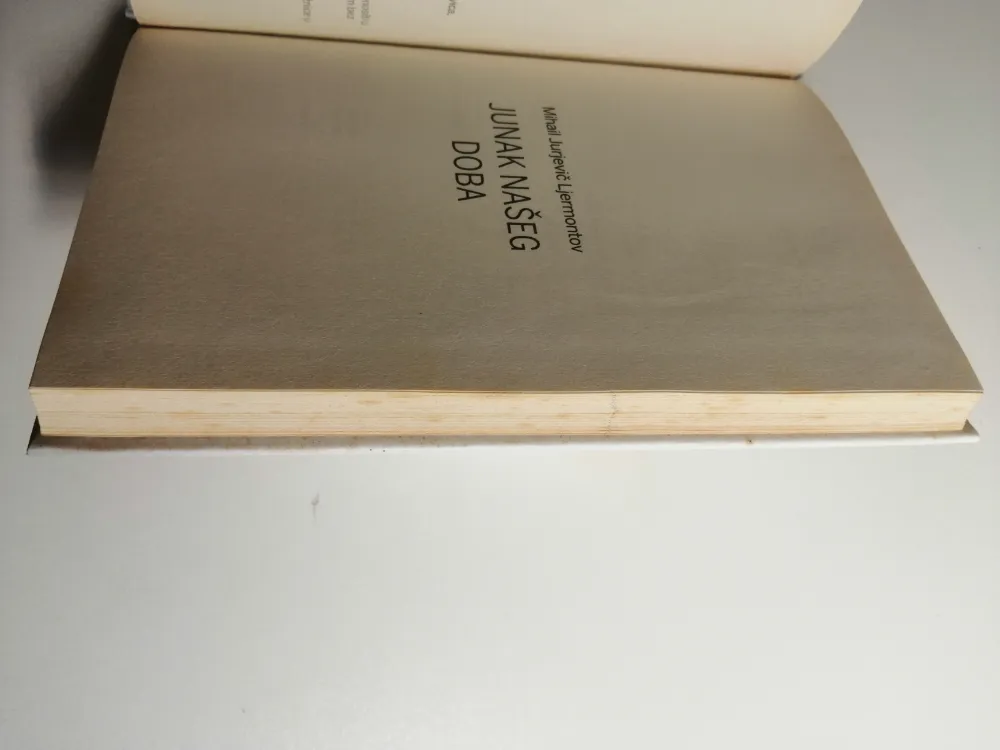 Mihail Jurjevič Ljermontov
JUNAK NAŠEG
DOBA